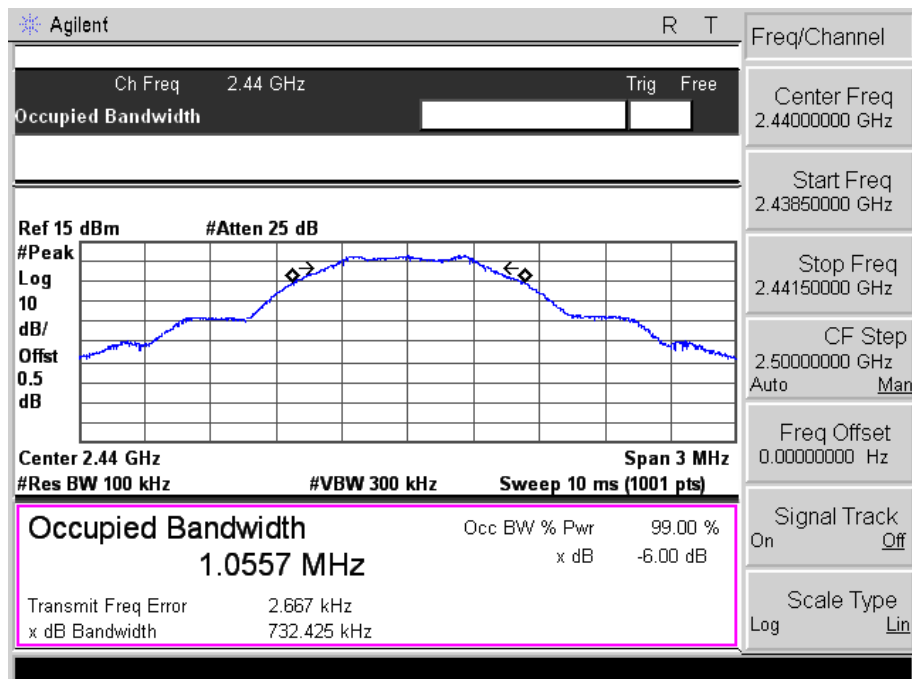 Agilent R T
Freq/Channel
Ch Freq 2.44 GHz Trig Free
Occupied Bandwidth
Center Freq
2.44000000 GHz
Start Freq
2.43850000 GHz
Stop Freq
2.44150000 GHz
CF Step
2.50000000 GHz
Auto Man
Freq Offset
0.00000000 Hz
Signal Track
On Off
Scale Type
Log Lin
Ref 15 dBm #Atten 25 dB
#Peak
Log
10
dB/
Offst
0.5
dB
Center 2.44 GHz Span 3 MHz
#Res BW 100 kHz #VBW 300 kHz Sweep 10 ms (1001 pts)
Occupied Bandwidth Occ BW % Pwr 99.00 %
1.0557 MHz x dB -6.00 dB
Transmit Freq Error 2.667 kHz
x dB Bandwidth 732.425 kHz